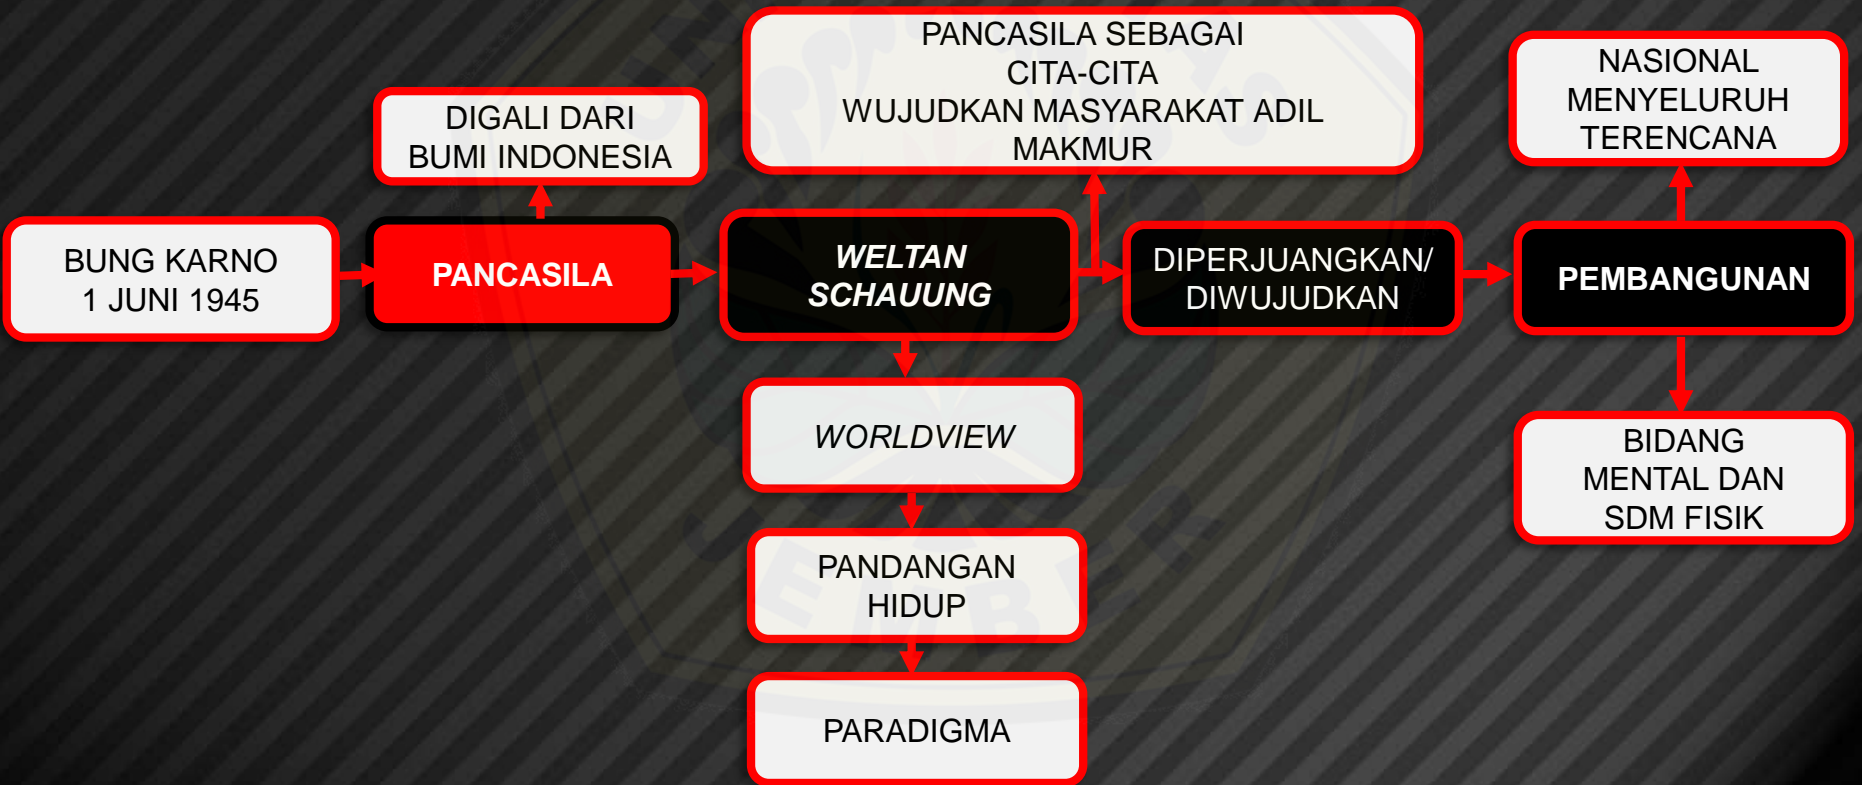 BUNG KARNO
1 JUNI 1945
DIGALI DARI
BUMI INDONESIA
PANCASILA
PANCASILA SEBAGAI
CITA-CITA
WUJUDKAN MASYARAKAT ADIL
MAKMUR
WELTAN
SCHAUUNG
WORLDVIEW
PANDANGAN
HIDUP
PARADIGMA
DIPERJUANGKAN/
DIWUJUDKAN
NASIONAL
MENYELURUH
TERENCANA
PEMBANGUNAN
BIDANG
MENTAL DAN
SDM FISIK
JEMBER